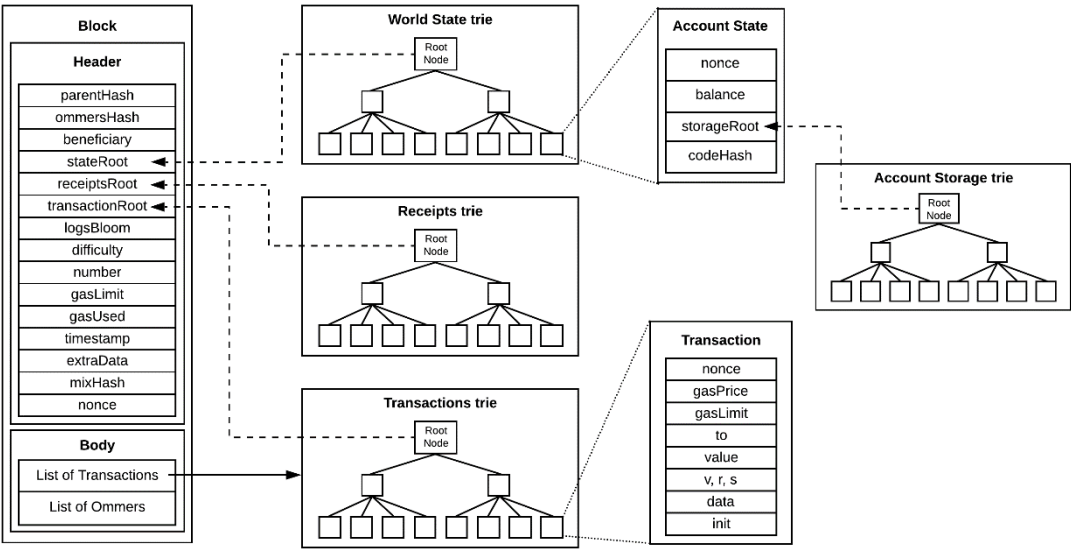 Block
Header
parentHash
ommersHash
beneficiary
stateRoot
receiptsRoot
transactionRoot
logsBloom
difficulty
number
gasLimit
gasUsed
timestamp
extraData
mixHash
nonce
Body
List of Transactions
List of Ommers
World State trie
Root
Node
Receipts trie
Root
Node
Transactions trie
Root
Node
Account State
nonce
balance
storageRoot
codeHash
Account Storage trie
Root
Node
Transaction
nonce
gasPrice
gasLimit
to
value
v, r, s
data
init